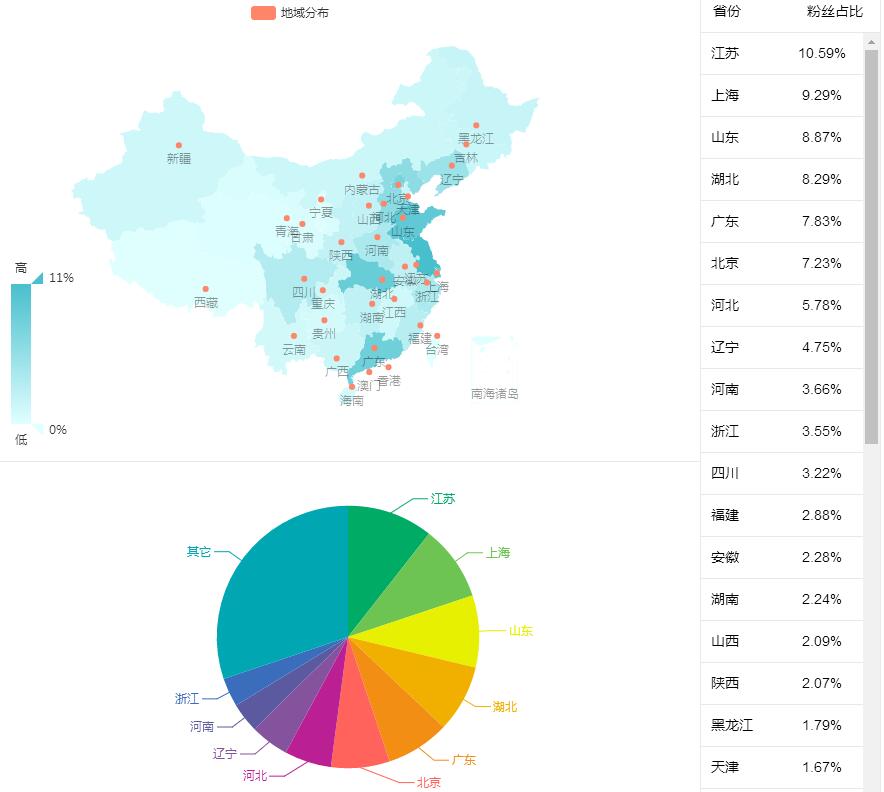 地域分布
新疆
黑龙江
吉林
辽宁
内蒙古
北京
天津
宁夏
山西
河北
山东
青海
甘肃
河南
陕西
安徽
江苏
上海
四川
重庆
湖北
浙江
西藏
湖南
江西
贵州
福建
云南
台湾
广西
广东
澳门
香港
海南
南海诸岛
高
11%
0%
低
江苏
上海
山东
湖北
广东
北京
河北
辽宁
河南
浙江
其它
省份 粉丝占比
江苏 10.59%
上海 9.29%
山东 8.87%
湖北 8.29%
广东 7.83%
北京 7.23%
河北 5.78%
辽宁 4.75%
河南 3.66%
浙江 3.55%
四川 3.22%
福建 2.88%
安徽 2.28%
湖南 2.24%
山西 2.09%
陕西 2.07%
黑龙江 1.79%
天津 1.67%